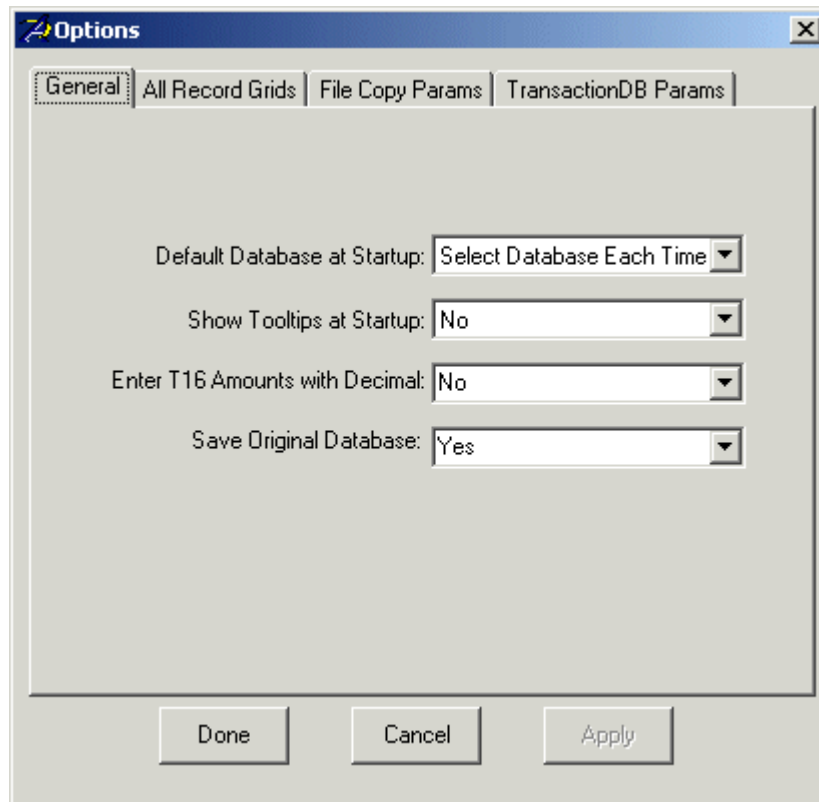 Options
General All Record Grids File Copy Params TransactionDB Params
Default Database at Startup: Select Database Each Time
Show Tooltips at Startup: No
Enter T16 Amounts with Decimal: No
Save Original Database: Yes
Done Cancel Apply